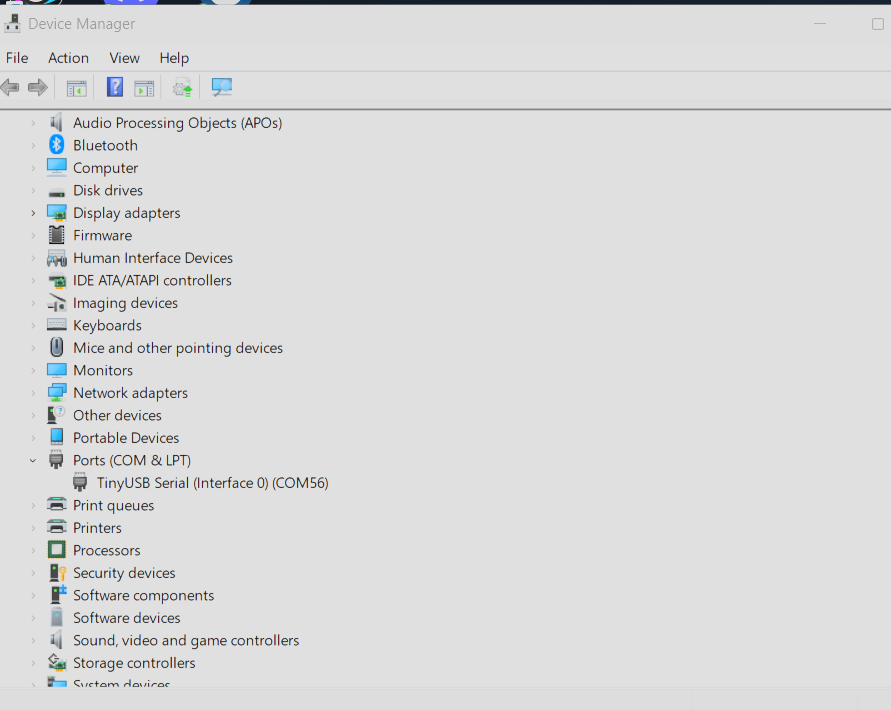 Device Manager
File Action View Help
Audio Processing Objects (APOs)
Bluetooth
Computer
Disk drives
Display adapters
Firmware
Human Interface Devices
IDE ATA/ATAPI controllers
Imaging devices
Keyboards
Mice and other pointing devices
Monitors
Network adapters
Other devices
Portable Devices
Ports (COM & LPT)
TinyUSB Serial (Interface 0) (COM56)
Print queues
Printers
Processors
Security devices
Software components
Software devices
Sound, video and game controllers
Storage controllers
System devices